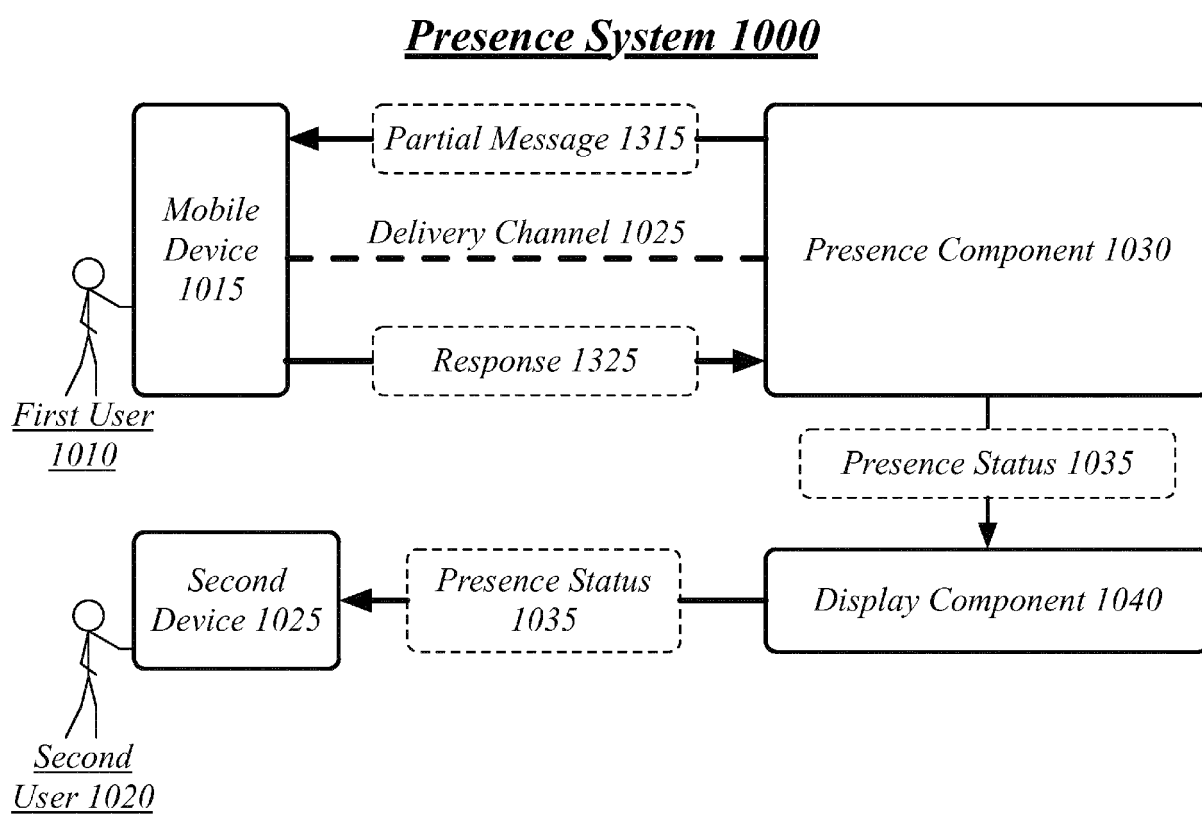 Presence System 1000
Partial Message 1315
Mobile
Device
1015
Delivery Channel 1025
Presence Component 1030
Response 1325
First User
1010
Presence Status 1035
Second
Device 1025
Presence Status
1035
Display Component 1040
Second
User 1020